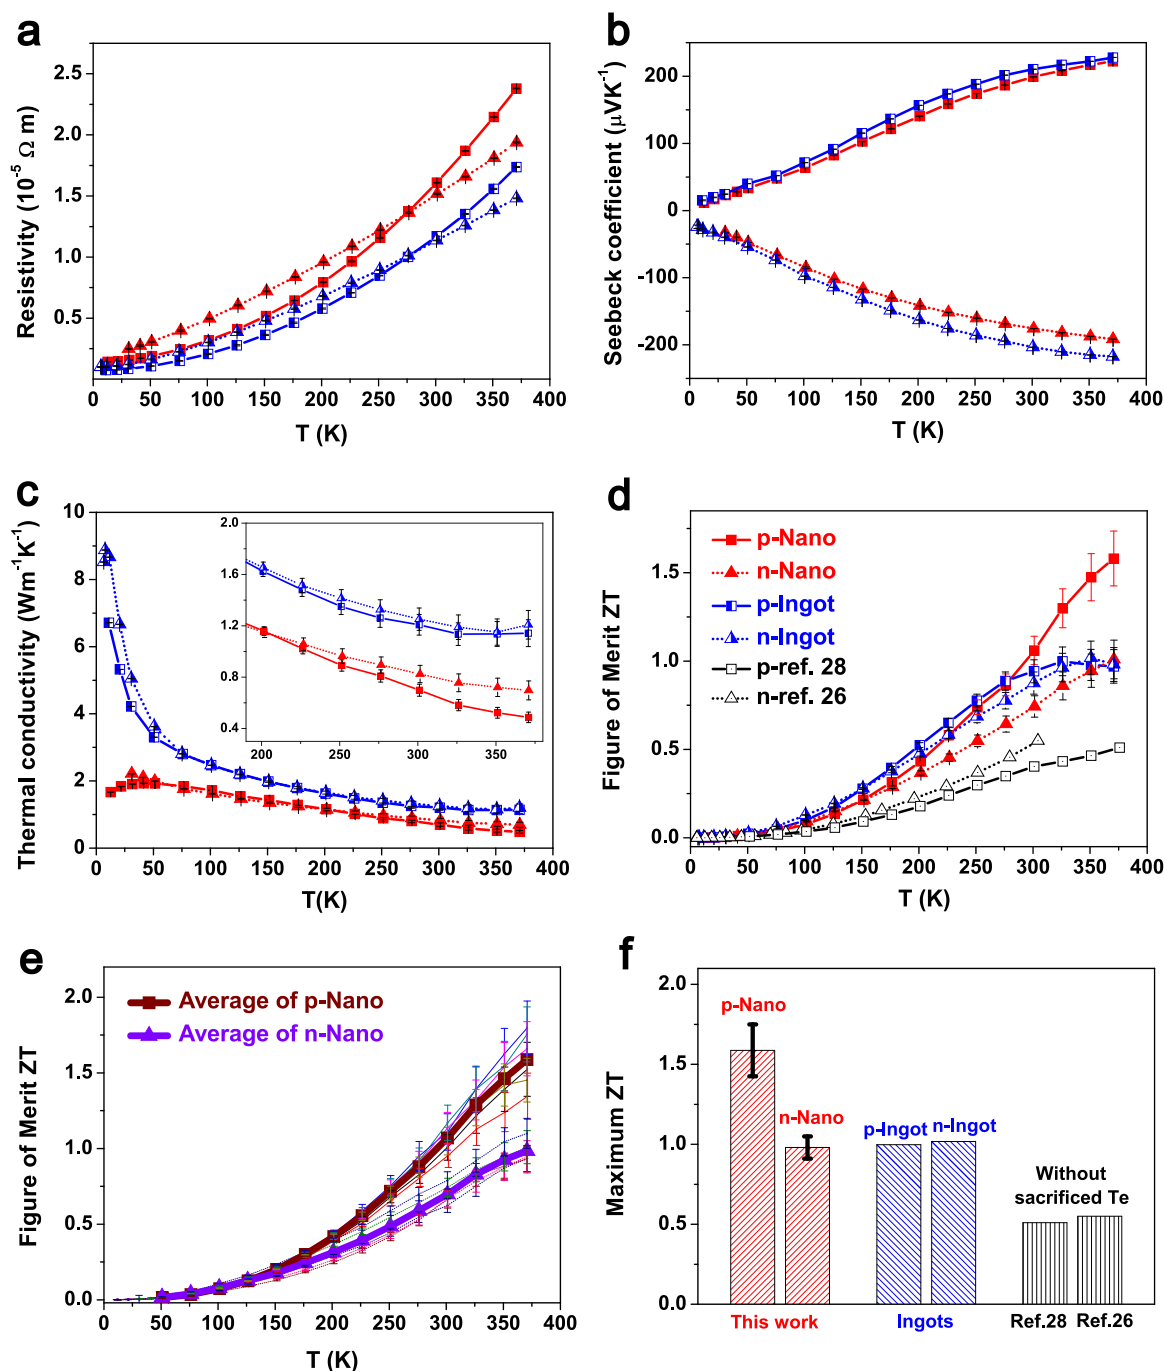 a
Resistivity (10⁻⁵ Ω m)
2.5
2.0
1.5
1.0
0.5
0 50 100 150 200 250 300 350 400
T (K)
b
Seebeck coefficient (μVK⁻¹)
200
100
0
-100
-200
0 50 100 150 200 250 300 350 400
T (K)
c
Thermal conductivity (Wm⁻¹K⁻¹)
10
8
6
4
2
0
0 50 100 150 200 250 300 350 400
T(K)
2.0
1.6
1.2
0.8
0.4
200 250 300 350
d
Figure of Merit ZT
1.5
1.0
0.5
0.0
0 50 100 150 200 250 300 350 400
T (K)
p-Nano
n-Nano
p-Ingot
n-Ingot
p-ref. 28
n-ref. 26
e
Figure of Merit ZT
2.0
1.5
1.0
0.5
0.0
0 50 100 150 200 250 300 350 400
T (K)
Average of p-Nano
Average of n-Nano
f
Maximum ZT
2.0
1.5
1.0
0.5
0.0
p-Nano
n-Nano
p-Ingot
n-Ingot
Without
sacrificed Te
This work
Ingots
Ref.28
Ref.26